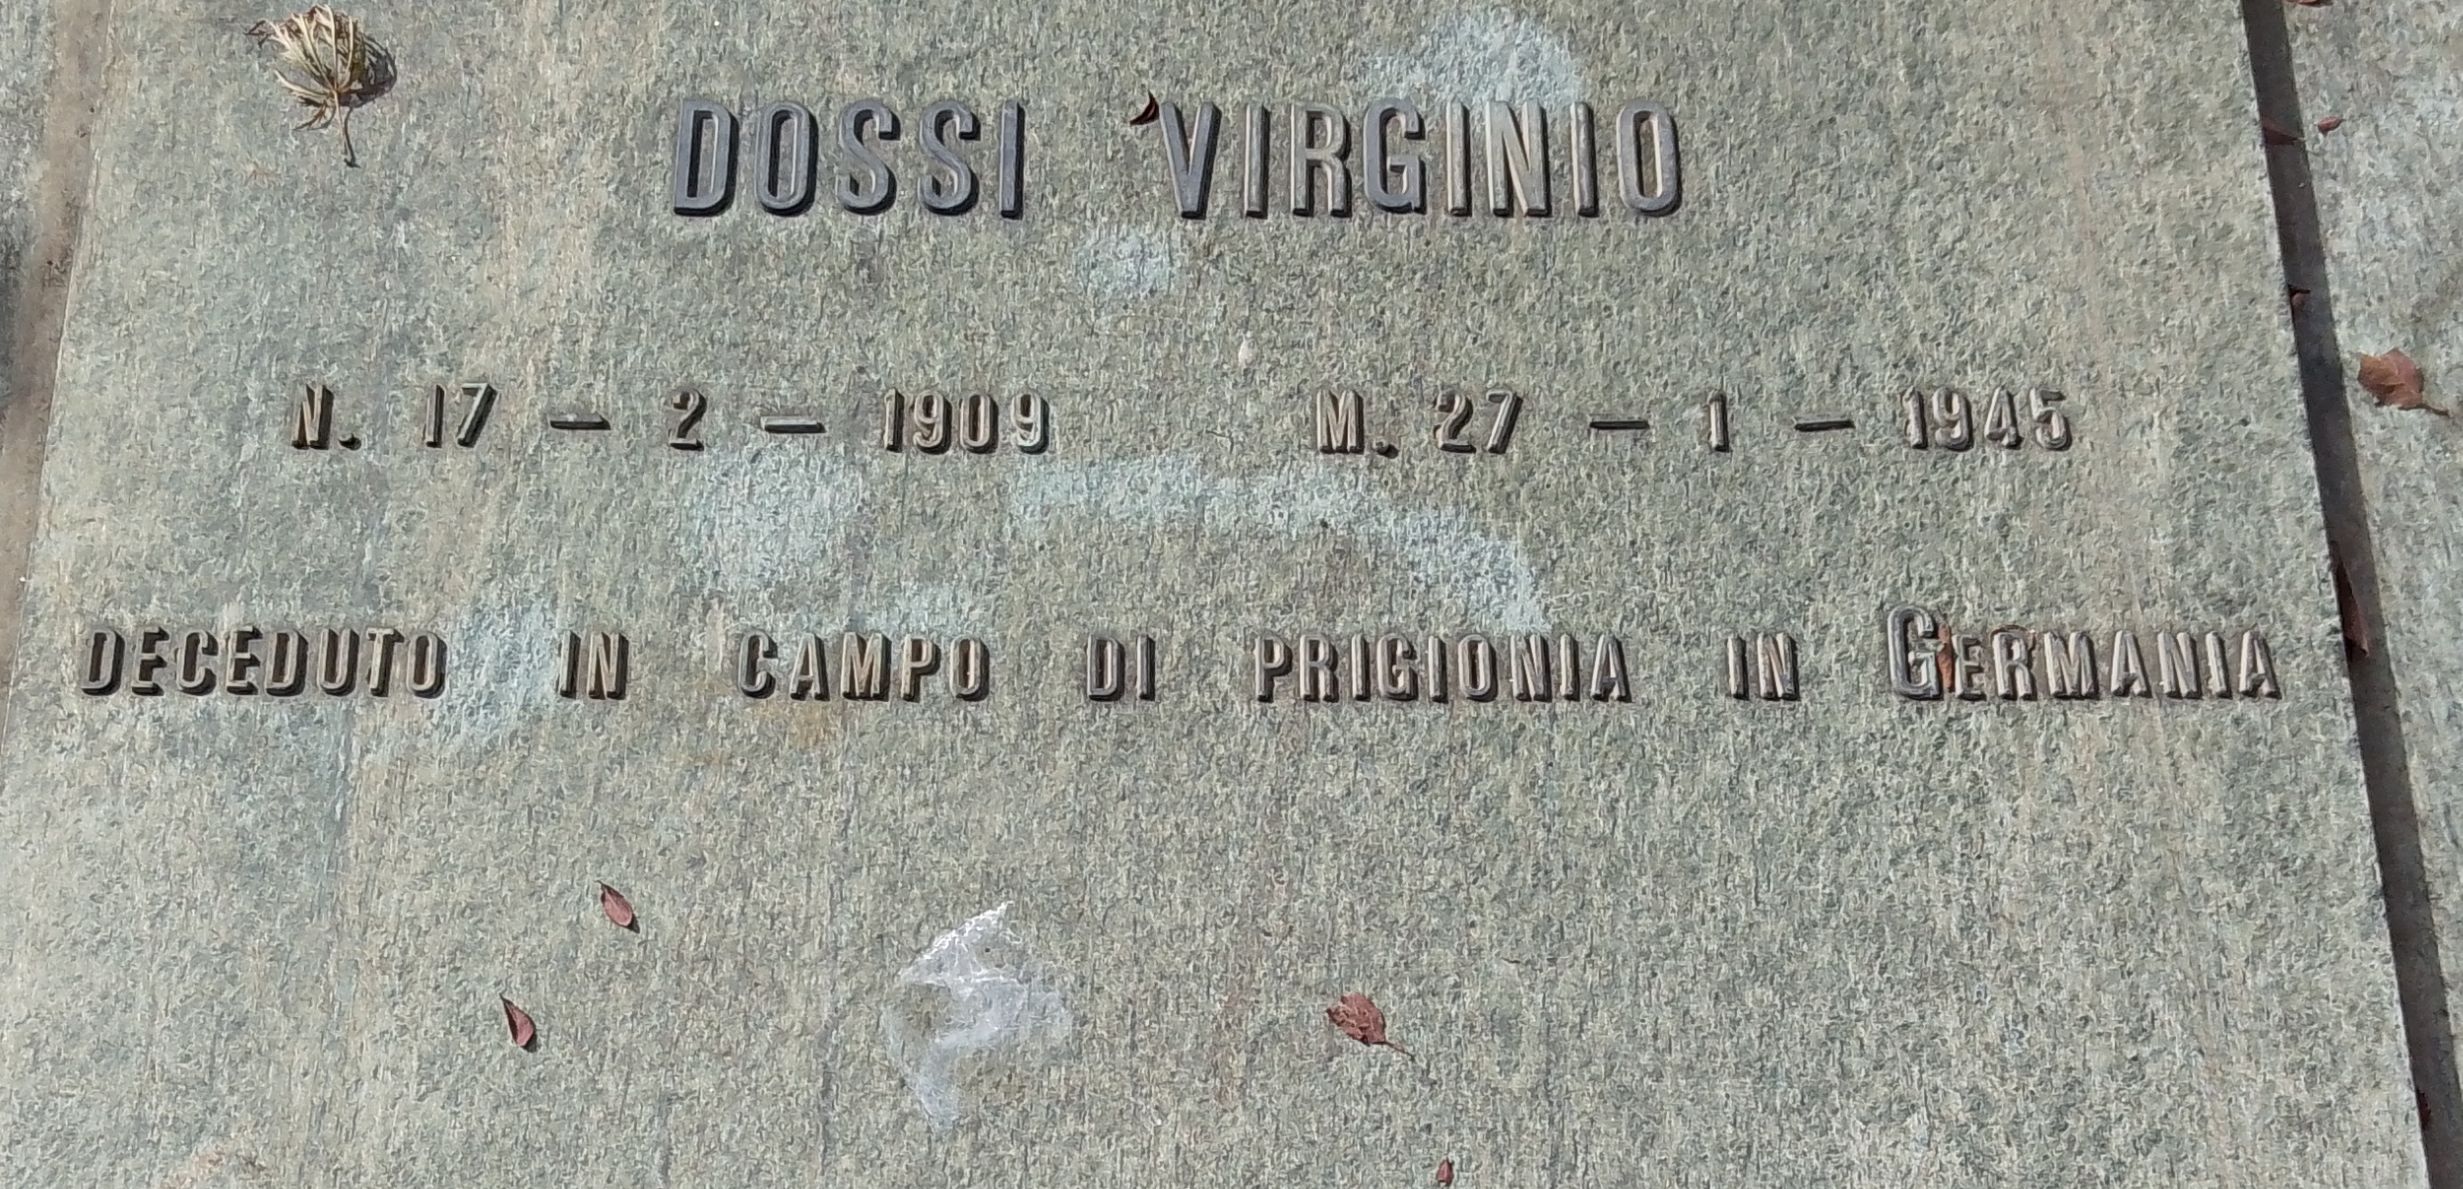 DOSSI VIRGINIO
N. 17 - 2 - 1909 M. 27 - 1 - 1945
DECEDUTO IN CAMPO DI PRIGIONIA IN GERMANIA